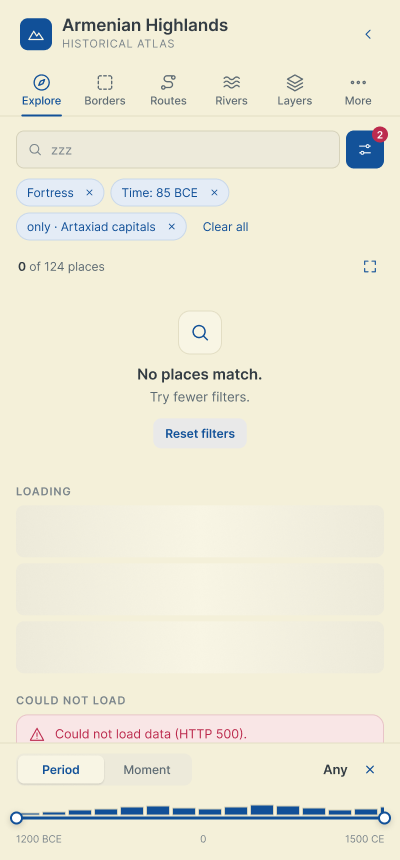 Armenian Highlands
HISTORICAL ATLAS
Explore Borders Routes Rivers Layers More
zzz
2
Fortress × Time: 85 BCE ×
only · Artaxiad capitals × Clear all
0 of 124 places
No places match.
Try fewer filters.
Reset filters
LOADING
COULD NOT LOAD
Could not load data (HTTP 500).
Period Moment Any ×
1200 BCE 0 1500 CE